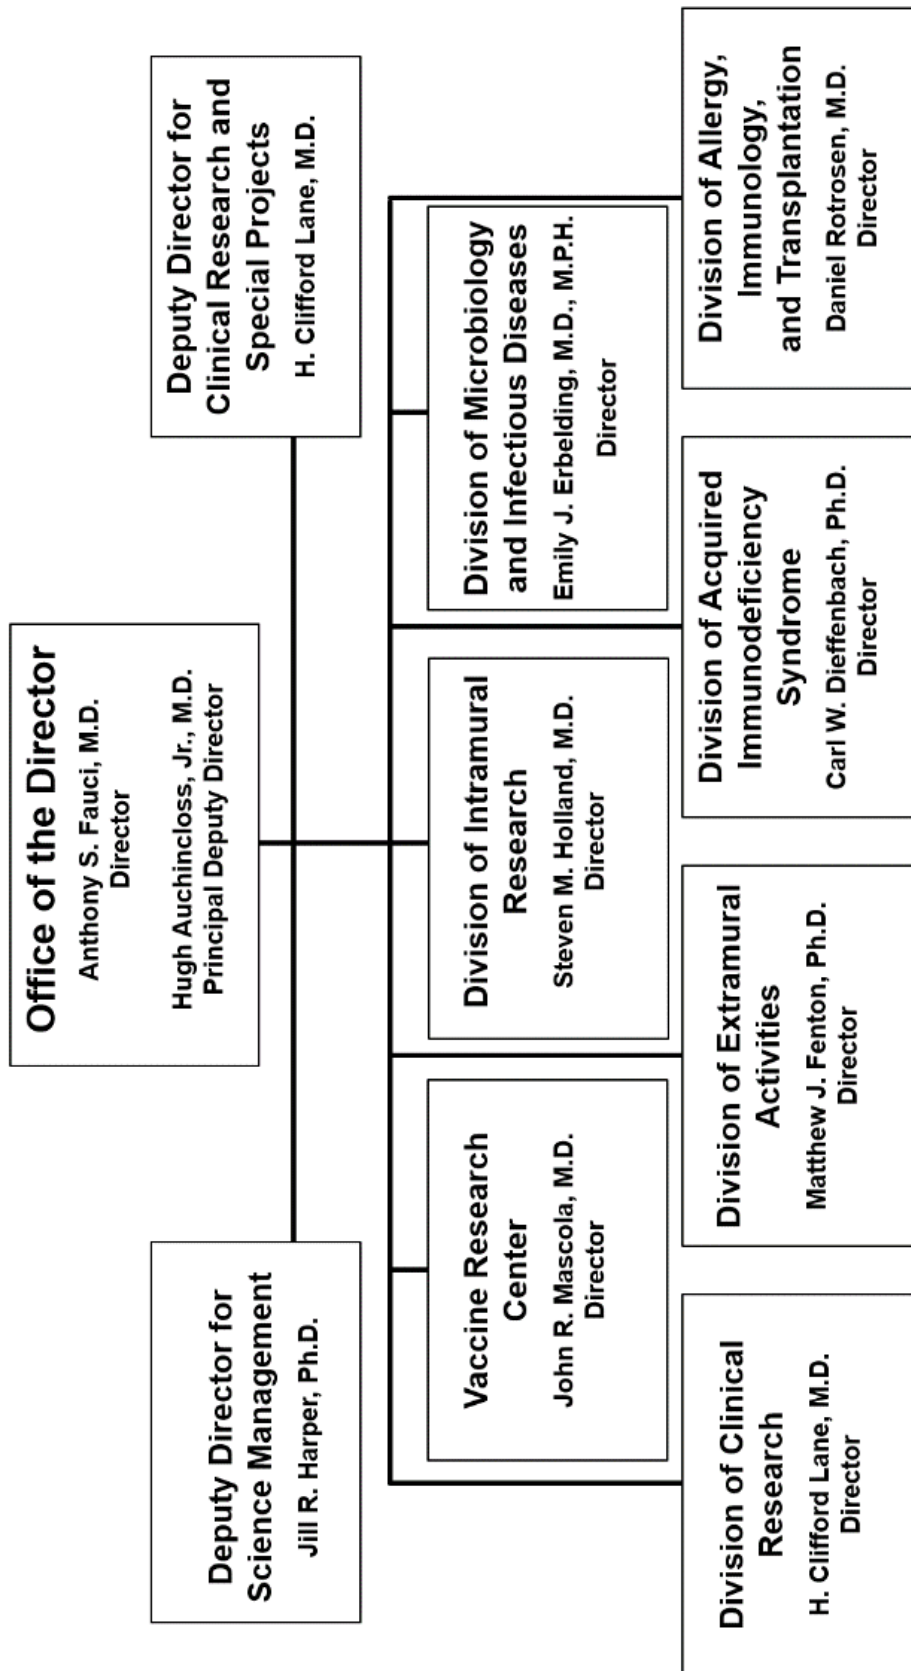 Office of the Director
Anthony S. Fauci, M.D.
Director
Hugh Auchincloss, Jr., M.D.
Principal Deputy Director
Deputy Director for
Science Management
Jill R. Harper, Ph.D.
Deputy Director for
Clinical Research and
Special Projects
H. Clifford Lane, M.D.
Vaccine Research
Center
John R. Mascola, M.D.
Director
Division of Intramural
Research
Steven M. Holland, M.D.
Director
Division of Microbiology
and Infectious Diseases
Emily J. Erbelding, M.D., M.P.H.
Director
Division of Clinical
Research
H. Clifford Lane, M.D.
Director
Division of Extramural
Activities
Matthew J. Fenton, Ph.D.
Director
Division of Acquired
Immunodeficiency
Syndrome
Carl W. Dieffenbach, Ph.D.
Director
Division of Allergy,
Immunology,
and Transplantation
Daniel Rotrosen, M.D.
Director